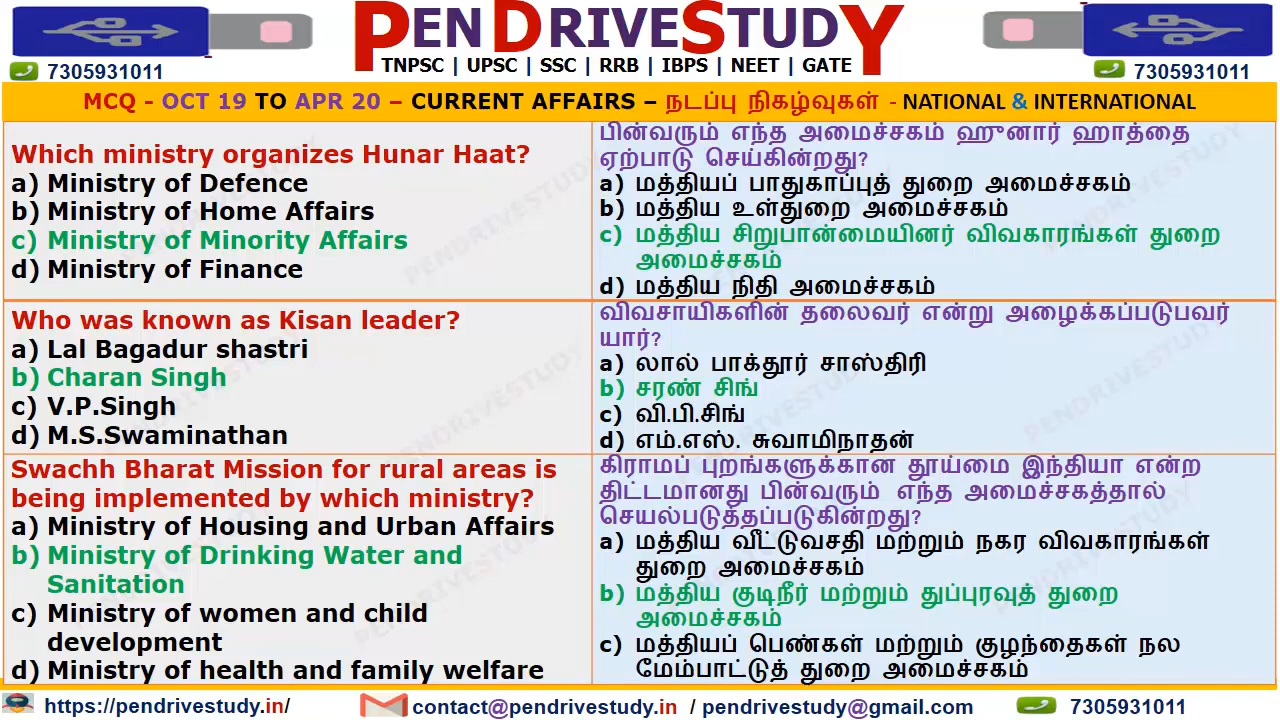 PENDRIVESTUDY
TNPSC | UPSC | SSC | RRB | IBPS | NEET | GATE
7305931011
7305931011
MCQ - OCT 19 TO APR 20 – CURRENT AFFAIRS – நடப்பு நிகழ்வுகள் - NATIONAL & INTERNATIONAL
Which ministry organizes Hunar Haat?
a) Ministry of Defence
b) Ministry of Home Affairs
c) Ministry of Minority Affairs
d) Ministry of Finance
பின்வரும் எந்த அமைச்சகம் ஹுனார் ஹாத்தை
ஏற்பாடு செய்கின்றது?
a) மத்தியப் பாதுகாப்புத் துறை அமைச்சகம்
b) மத்திய உள்துறை அமைச்சகம்
c) மத்திய சிறுபான்மையினர் விவகாரங்கள் துறை
அமைச்சகம்
d) மத்திய நிதி அமைச்சகம்
Who was known as Kisan leader?
a) Lal Bagadur shastri
b) Charan Singh
c) V.P.Singh
d) M.S.Swaminathan
விவசாயிகளின் தலைவர் என்று அழைக்கப்படுபவர்
யார்?
a) லால் பாக்தூர் சாஸ்திரி
b) சரண் சிங்
c) வி.பி.சிங்
d) எம்.எஸ். சுவாமிநாதன்
Swachh Bharat Mission for rural areas is
being implemented by which ministry?
a) Ministry of Housing and Urban Affairs
b) Ministry of Drinking Water and
Sanitation
c) Ministry of women and child
development
d) Ministry of health and family welfare
கிராமப் புறங்களுக்கான தூய்மை இந்தியா என்ற
திட்டமானது பின்வரும் எந்த அமைச்சகத்தால்
செயல்படுத்தப்படுகின்றது?
a) மத்திய வீட்டுவசதி மற்றும் நகர விவகாரங்கள்
துறை அமைச்சகம்
b) மத்திய குடிநீர் மற்றும் துப்புரவுத் துறை
அமைச்சகம்
c) மத்தியப் பெண்கள் மற்றும் குழந்தைகள் நல
மேம்பாட்டுத் துறை அமைச்சகம்
https://pendrivestudy.in/
contact@pendrivestudy.in / pendrivestudy@gmail.com
7305931011